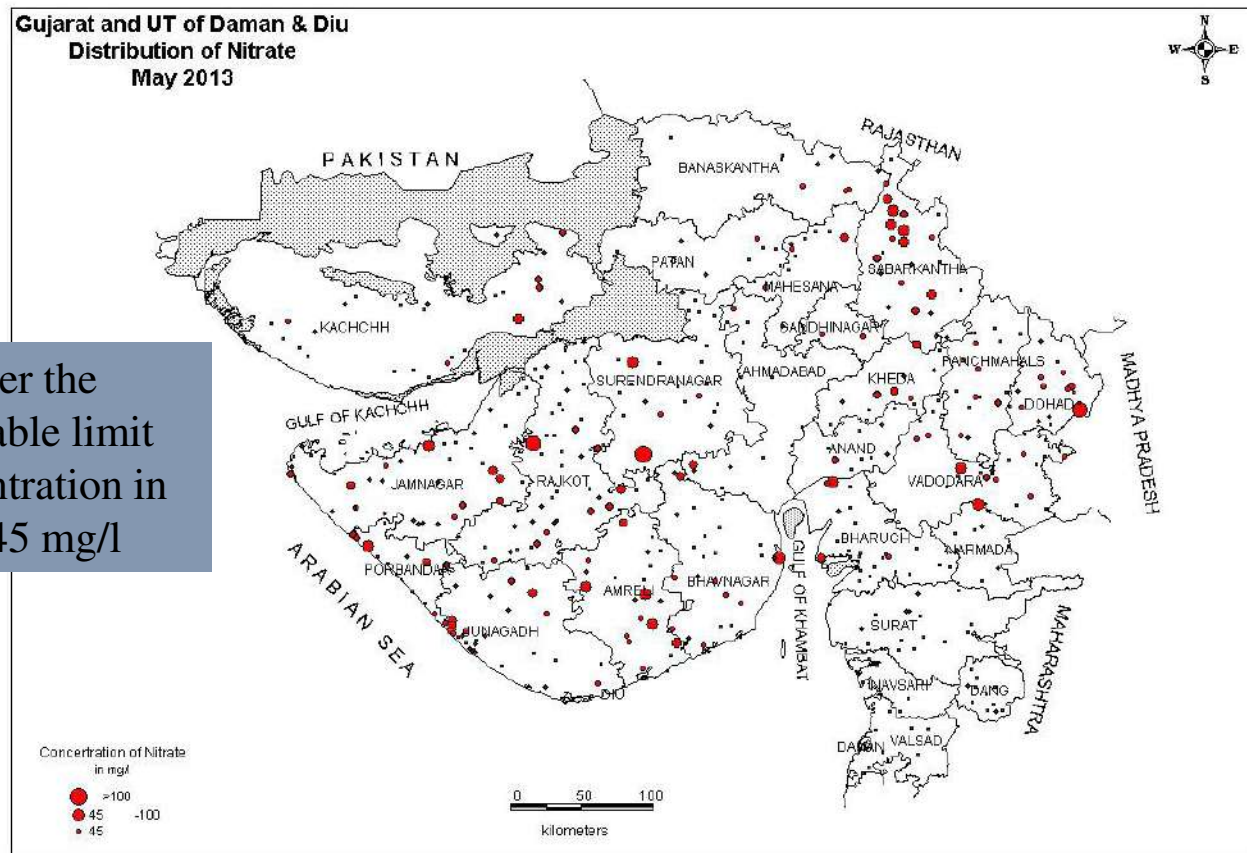 Gujarat and UT of Daman & Diu
Distribution of Nitrate
May 2013
N
W E
S
RAJASTHAN
PAKISTAN
BANASKANTHA
PATAN
SABARKANTHA
MAHESANA
KACHCHH
GANDHINAGAR
PANCHMAHALS
MADHYA PRADESH
SURENDRANAGAR
AHMADABAD
KHEDA
DOHAD
er the
able limit
ntration in
45 mg/l
GULF OF KACHCHH
ANAND
JAMNAGAR
RAJKOT
VADODARA
ARABIAN SEA
BHARUCH
NARMADA
PORBANDAR
AMRELI
BHAVNAGAR
GULF OF KHAMBAT
JUNAGADH
SURAT
MAHARASHTRA
DIU
NAVSARI
DANG
DAMAN
VALSAD
Concertration of Nitrate
in mg/l
>100
45 -100
45
0 50 100
kilometers